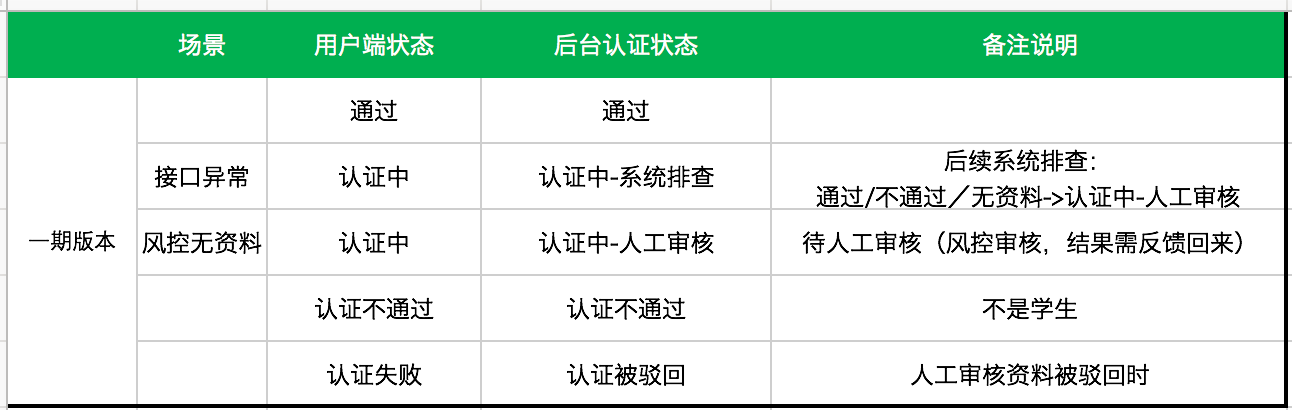 场景 用户端状态 后台认证状态 备注说明
通过 通过
接口异常 认证中 认证中-系统排查 后续系统排查：
通过/不通过／无资料->认证中-人工审核
一期版本 风控无资料 认证中 认证中-人工审核 待人工审核（风控审核，结果需反馈回来）
认证不通过 认证不通过 不是学生
认证失败 认证被驳回 人工审核资料被驳回时